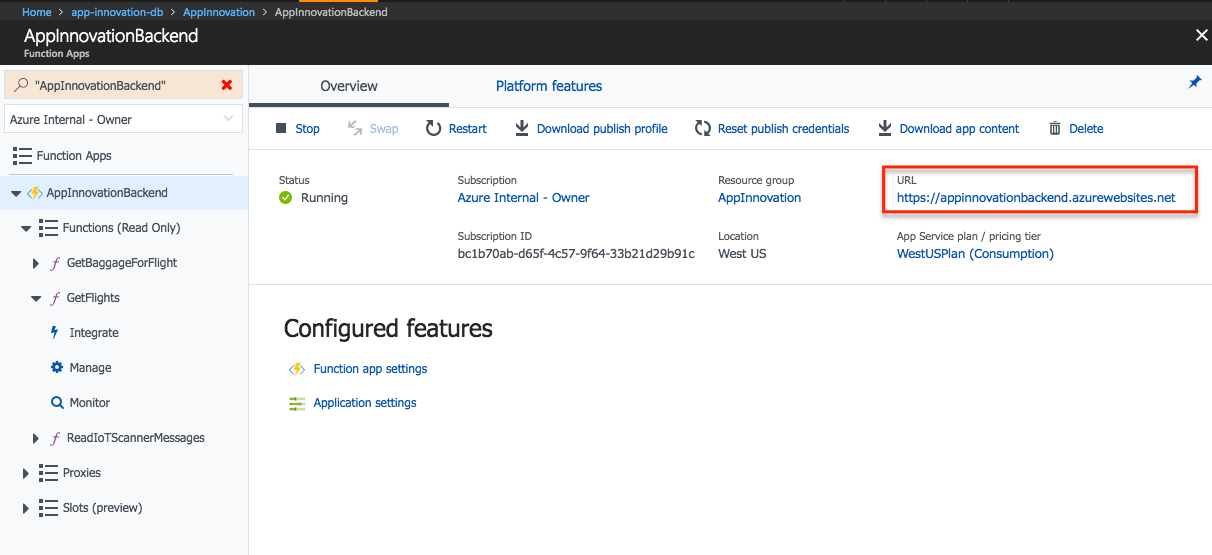 Home > app-innovation-db > AppInnovation > AppInnovationBackend
AppInnovationBackend
Function Apps
"AppInnovationBackend"
Azure Internal - Owner
Function Apps
AppInnovationBackend
Functions (Read Only)
GetBaggageForFlight
GetFlights
Integrate
Manage
Monitor
ReadIoTScannerMessages
Proxies
Slots (preview)
Overview
Platform features
Stop
Swap
Restart
Download publish profile
Reset publish credentials
Download app content
Delete
Status
Running
Subscription
Azure Internal - Owner
Resource group
AppInnovation
URL
https://appinnovationbackend.azurewebsites.net
Subscription ID
bc1b70ab-d65f-4c57-9f64-33b21d29b91c
Location
West US
App Service plan / pricing tier
WestUSPlan (Consumption)
Configured features
Function app settings
Application settings